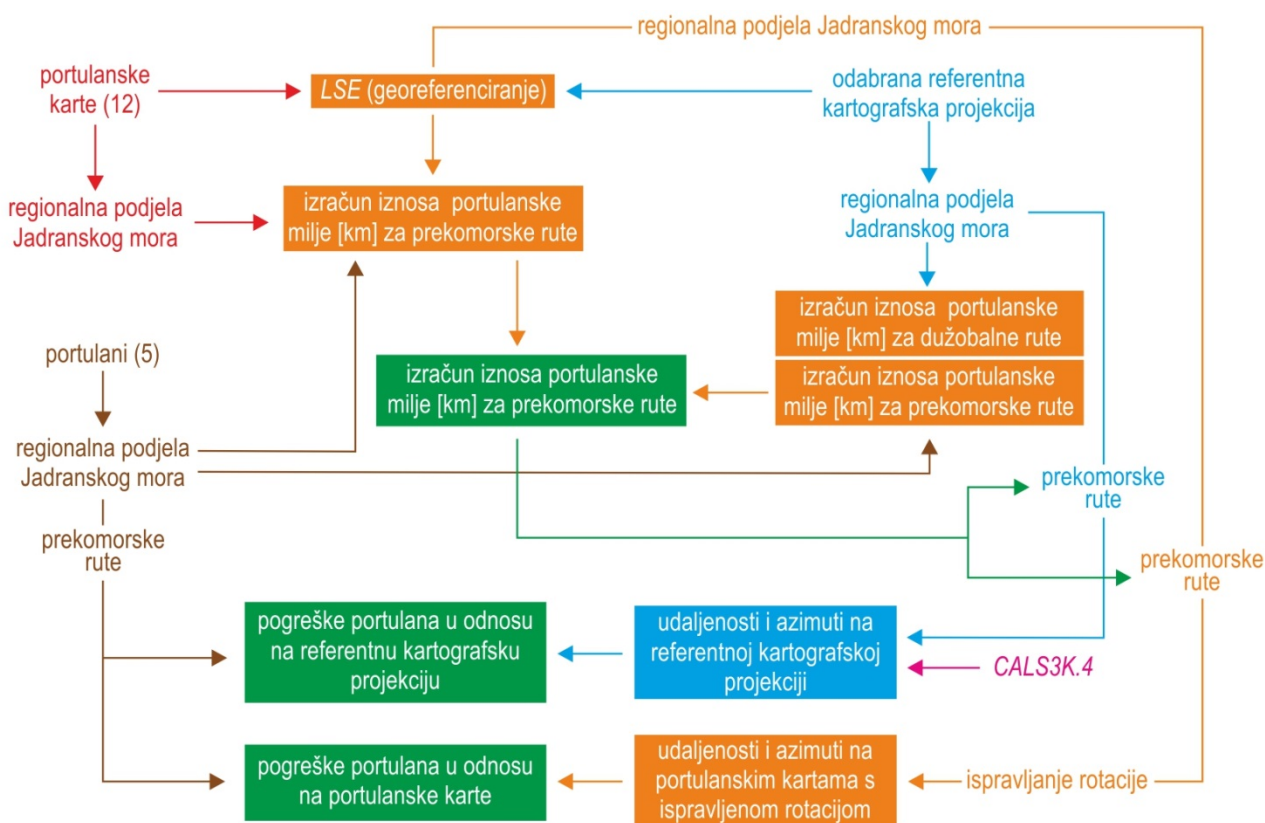 regionalna podjela Jadranskog mora
portulanske
karte (12)
LSE (georeferenciranje)
odabrana referentna
kartografska projekcija
regionalna podjela
Jadranskog mora
izračun iznosa portulanske
milje [km] za prekomorske rute
regionalna podjela
Jadranskog mora
izračun iznosa portulanske
milje [km] za dužobalne rute
portulani (5)
izračun iznosa portulanske
milje [km] za prekomorske rute
izračun iznosa portulanske
milje [km] za prekomorske rute
regionalna podjela
Jadranskog mora
prekomorske
rute
prekomorske
rute
prekomorske
rute
pogreške portulana u odnosu
na referentnu kartografsku
projekciju
udaljenosti i azimuti na
referentnoj kartografskoj
projekciji
CALS3K.4
pogreške portulana u odnosu
na portulanske karte
udaljenosti i azimuti na
portulanskim kartama s
ispravljenom rotacijom
ispravljanje rotacije